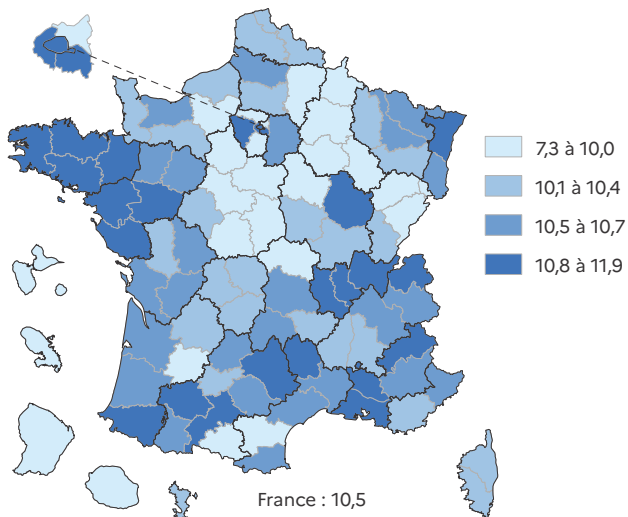 7,3 à 10,0
10,1 à 10,4
10,5 à 10,7
10,8 à 11,9
France : 10,5